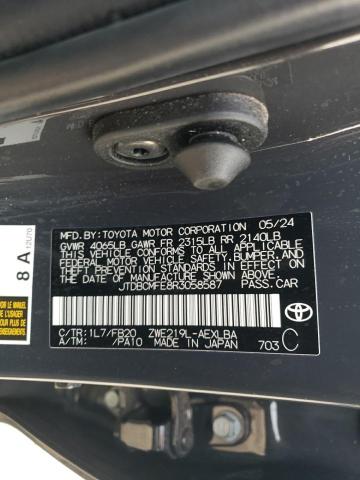 MFD BY: TOYOTA MOTOR CORPORATION 05/24
GVWR 4065LB GAWR FR 2315LB RR 2140LB
THIS VEHICLE CONFORMS TO ALL APPLICABLE
FEDERAL MOTOR VEHICLE SAFETY, BUMPER,
AND THEFT PREVENTION STANDARDS IN
EFFECT ON THE DATE OF MANUFACTURE
SHOWN ABOVE.
JTDBCMFE8R3058587 PASS.CAR
C/TR: 1L7/FB20 ZWE219L-AEXLBA
A/TM: /PA10 MADE IN JAPAN 703 C
TOYOTA
8 A
12U70